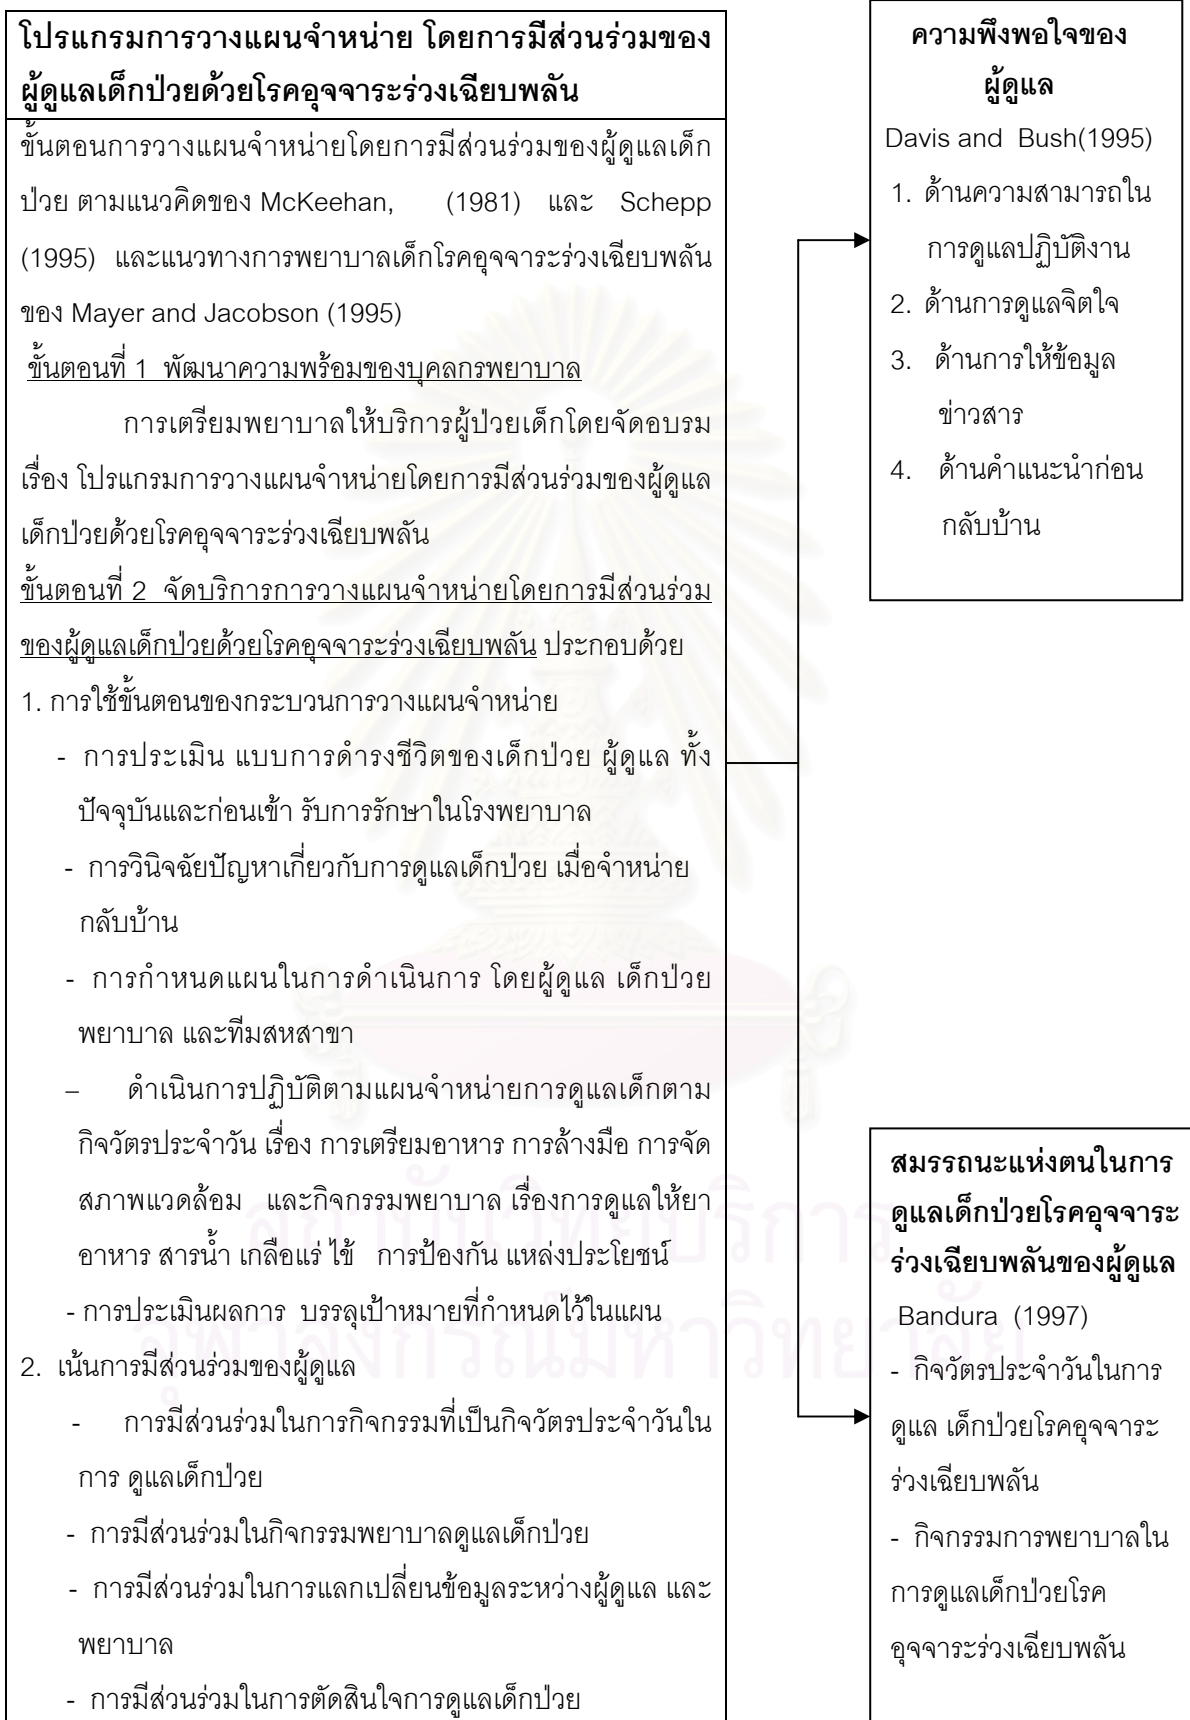 โปรแกรมการวางแผนจำหน่าย โดยการมีส่วนร่วมของ
ผู้ดูแลเด็กป่วยด้วยโรคอุจจาระร่วงเฉียบพลัน
ขั้นตอนการวางแผนจำหน่ายโดยการมีส่วนร่วมของผู้ดูแลเด็ก
ป่วย ตามแนวคิดของ McKeehan, (1981) และ Schepp
(1995) และแนวทางการพยาบาลเด็กโรคอุจจาระร่วงเฉียบพลัน
ของ Mayer and Jacobson (1995)
ขั้นตอนที่ 1 พัฒนาความพร้อมของบุคลกรพยาบาล
การเตรียมพยาบาลให้บริการผู้ป่วยเด็กโดยจัดอบรม
เรื่อง โปรแกรมการวางแผนจำหน่ายโดยการมีส่วนร่วมของผู้ดูแล
เด็กป่วยด้วยโรคอุจจาระร่วงเฉียบพลัน
ขั้นตอนที่ 2 จัดบริการการวางแผนจำหน่ายโดยการมีส่วนร่วม
ของผู้ดูแลเด็กป่วยด้วยโรคอุจจาระร่วงเฉียบพลัน ประกอบด้วย
1. การใช้ขั้นตอนของกระบวนการวางแผนจำหน่าย
- การประเมิน แบบการดำรงชีวิตของเด็กป่วย ผู้ดูแล ทั้ง
ปัจจุบันและก่อนเข้า รับการรักษาในโรงพยาบาล
- การวินิจฉัยปัญหาเกี่ยวกับการดูแลเด็กป่วย เมื่อจำหน่าย
กลับบ้าน
- การกำหนดแผนในการดำเนินการ โดยผู้ดูแล เด็กป่วย
พยาบาล และทีมสหสาขา
– ดำเนินการปฏิบัติตามแผนจำหน่ายการดูแลเด็กตาม
กิจวัตรประจำวัน เรื่อง การเตรียมอาหาร การล้างมือ การจัด
สภาพแวดล้อม และกิจกรรมพยาบาล เรื่องการดูแลให้ยา
อาหาร สารน้ำ เกลือแร่ ไข้ การป้องกัน แหล่งประโยชน์
- การประเมินผลการ บรรลุเป้าหมายที่กำหนดไว้ในแผน
2. เน้นการมีส่วนร่วมของผู้ดูแล
- การมีส่วนร่วมในการกิจกรรมที่เป็นกิจวัตรประจำวันใน
การ ดูแลเด็กป่วย
- การมีส่วนร่วมในกิจกรรมพยาบาลดูแลเด็กป่วย
- การมีส่วนร่วมในการแลกเปลี่ยนข้อมูลระหว่างผู้ดูแล และ
พยาบาล
- การมีส่วนร่วมในการตัดสินใจการดูแลเด็กป่วย
ความพึงพอใจของ
ผู้ดูแล
Davis and Bush(1995)
1. ด้านความสามารถใน
การดูแลปฏิบัติงาน
2. ด้านการดูแลจิตใจ
3. ด้านการให้ข้อมูล
ข่าวสาร
4. ด้านคำแนะนำก่อน
กลับบ้าน
สมรรถนะแห่งตนในการ
ดูแลเด็กป่วยโรคอุจจาระ
ร่วงเฉียบพลันของผู้ดูแล
Bandura (1997)
- กิจวัตรประจำวันในการ
ดูแล เด็กป่วยโรคอุจจาระ
ร่วงเฉียบพลัน
- กิจกรรมการพยาบาลใน
การดูแลเด็กป่วยโรค
อุจจาระร่วงเฉียบพลัน
สถาบันวิทยบริการ
จุฬาลงกรณ์มหาวิทยาลัย